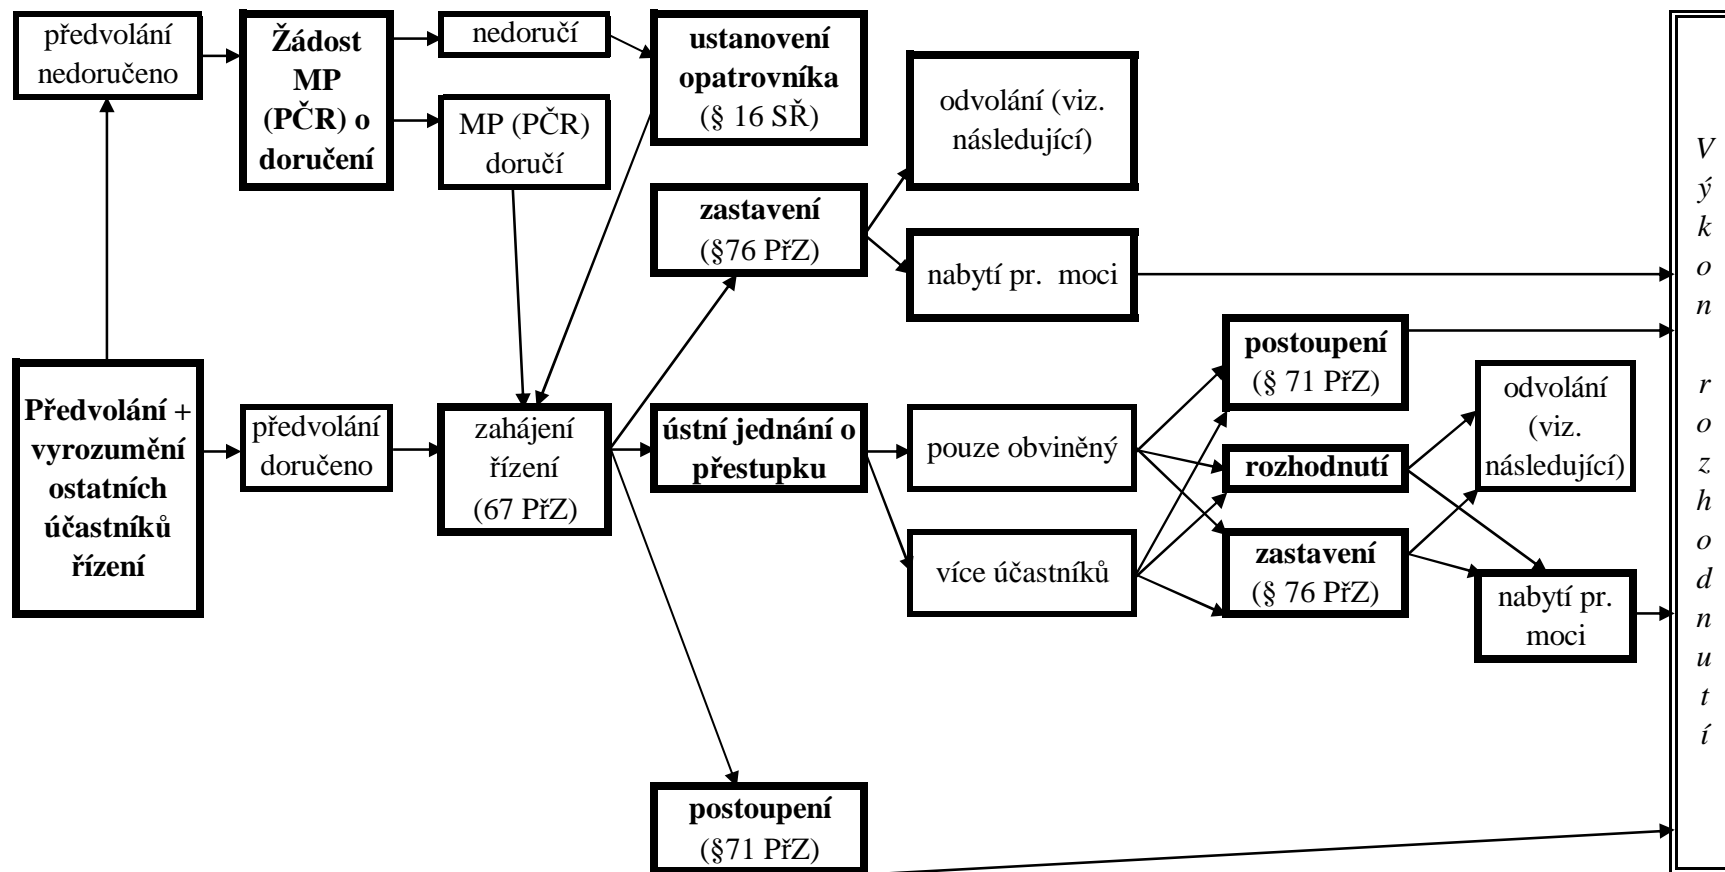 předvolání
nedoručeno
Žádost
MP
(PČR) o
doručení
nedoručí
MP (PČR)
doručí
ustanovení
opatrovníka
(§ 16 SŘ)
odvolání (viz.
následující)
zastavení
(§76 PřZ)
nabytí pr. moci
Předvolání +
vyrozumění
ostatních
účastníků
řízení
předvolání
doručeno
zahájení
řízení
(67 PřZ)
ústní jednání o
přestupku
pouze obviněný
více účastníků
postoupení
(§ 71 PřZ)
rozhodnutí
zastavení
(§ 76 PřZ)
odvolání
(viz.
následující)
nabytí pr.
moci
postoupení
(§71 PřZ)
V
ý
k
o
n
r
o
z
h
o
d
n
u
t
í